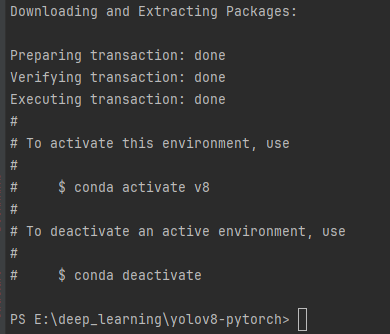 Downloading and Extracting Packages:
Preparing transaction: done
Verifying transaction: done
Executing transaction: done
#
# To activate this environment, use
#
#     $ conda activate v8
#
# To deactivate an active environment, use
#
#     $ conda deactivate
PS E:\deep_learning\yolov8-pytorch>